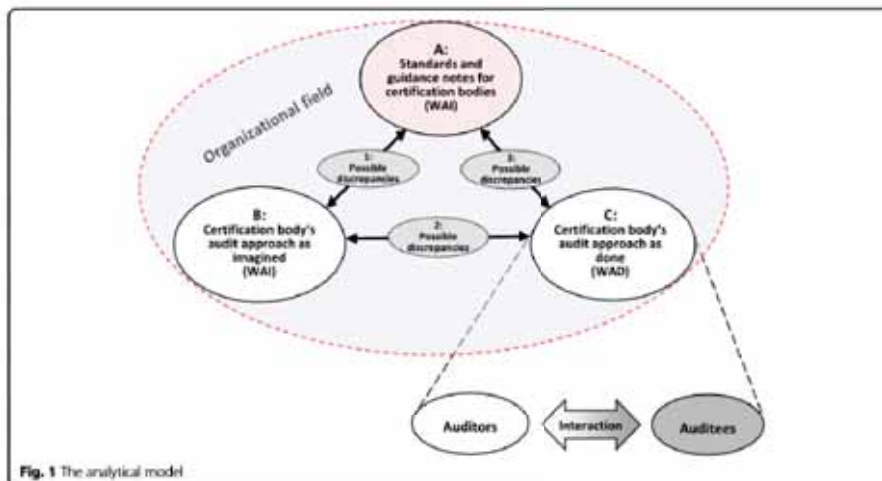 A:
Standards and
guidance notes for
certification bodies
(WAI)
Organizational field
1:
Possible
discrepancies
3:
Possible
discrepancies
B:
Certification body's
audit approach as
imagined
(WAI)
2:
Possible
discrepancies
C:
Certification body's
audit approach as
done
(WAD)
Auditors
Interaction
Auditees
Fig. 1 The analytical model